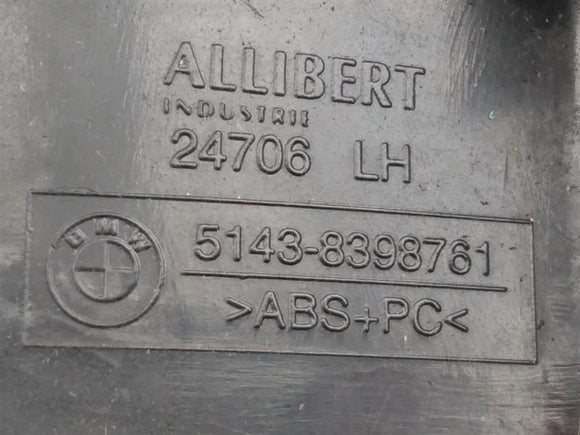 ALLIBERT
INDUSTRIE
24706 LH
BMW
5143-8398761
>ABS+PC<